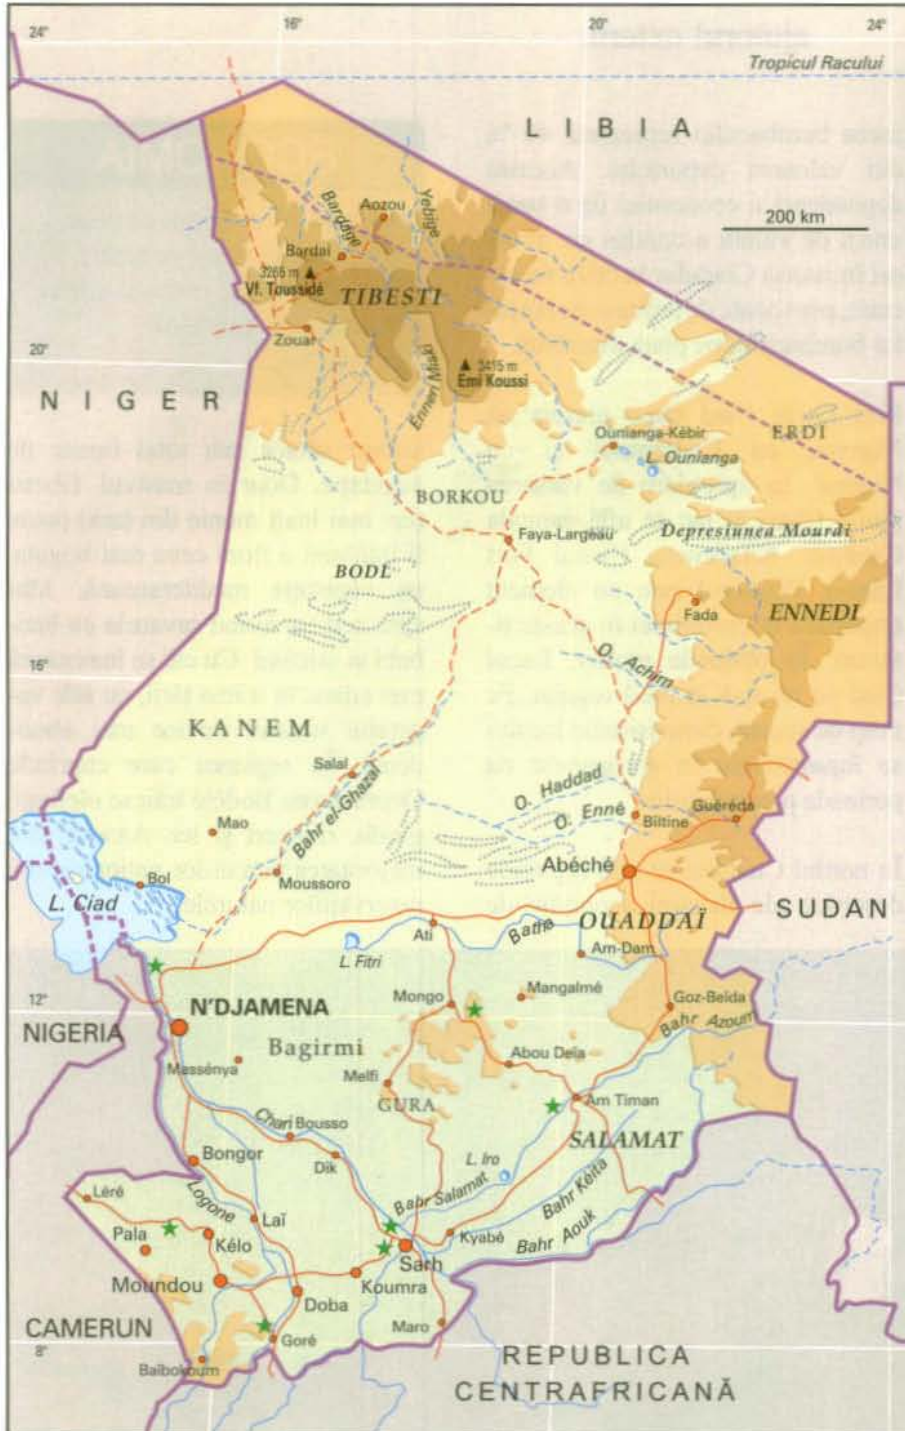 16°
20°
24°
24°
Tropicul Racului
LIBIA
200 km
Aozou
Bardage
Yebige
Bardai
3265 m
Vf. Toussidé
TIBESTI
Zouar
20°
3415 m
Emi Koussi
Enneri Miski
NIGER
Ounianga-Kébir
ERDI
L. Ounianga
BORKOU
Faya-Largeau
Depresiunea Mourdi
BODÉLÉ
Fada
ENNEDI
O. Achim
16°
KANEM
Salal
Bahr el-Ghazal
O. Haddad
O. Enné
Guéréda
Biltine
Mao
Abéché
Moussoro
Bol
L. Ciad
SUDAN
OUADDAÏ
Ati
Batha
Am-Dam
L. Fitri
Mangalmé
Mongo
Goz-Beïda
12°
N'DJAMENA
NIGERIA
Bahr Azoum
Bagirmi
Abou Deïa
Massénya
Melfi
GURA
Am Timan
Chari
Bousso
SALAMAT
Dik
L. Iro
Bongor
Bahr Salamat
Bahr Kéita
Léré
Logone
Laï
Bahr Aouk
Pala
Kélo
Kyabé
Sarh
Moundou
Koumra
Doba
CAMERUN
Maro
Goré
8°
Baïbokoum
REPUBLICA
CENTRAFRICANĂ